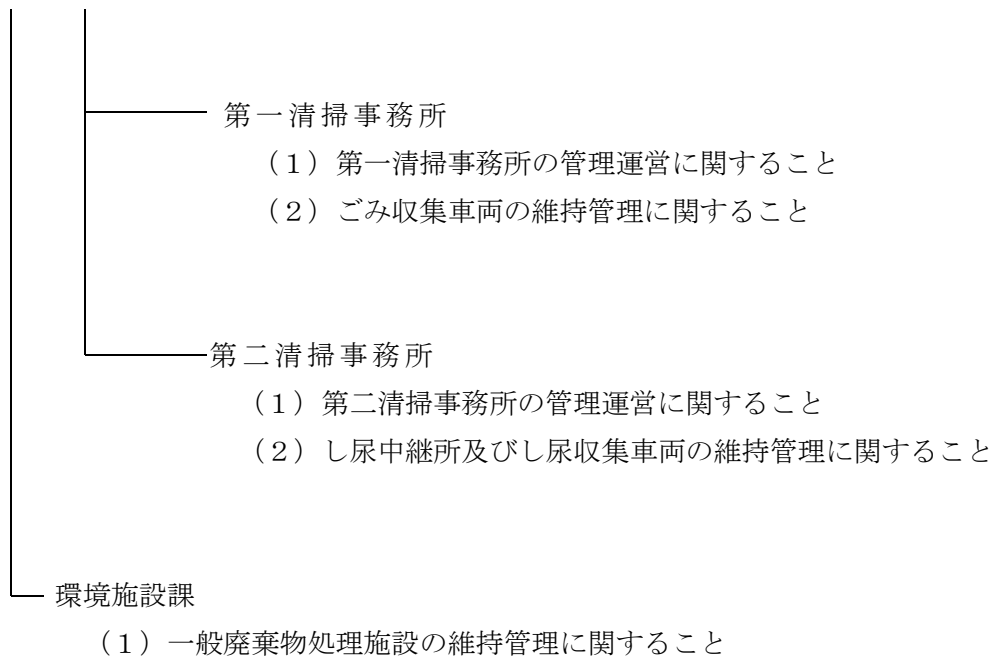 第一清掃事務所
（１）第一清掃事務所の管理運営に関すること
（２）ごみ収集車両の維持管理に関すること
第二清掃事務所
（１）第二清掃事務所の管理運営に関すること
（２）し尿中継所及びし尿収集車両の維持管理に関すること
環境施設課
（１）一般廃棄物処理施設の維持管理に関すること